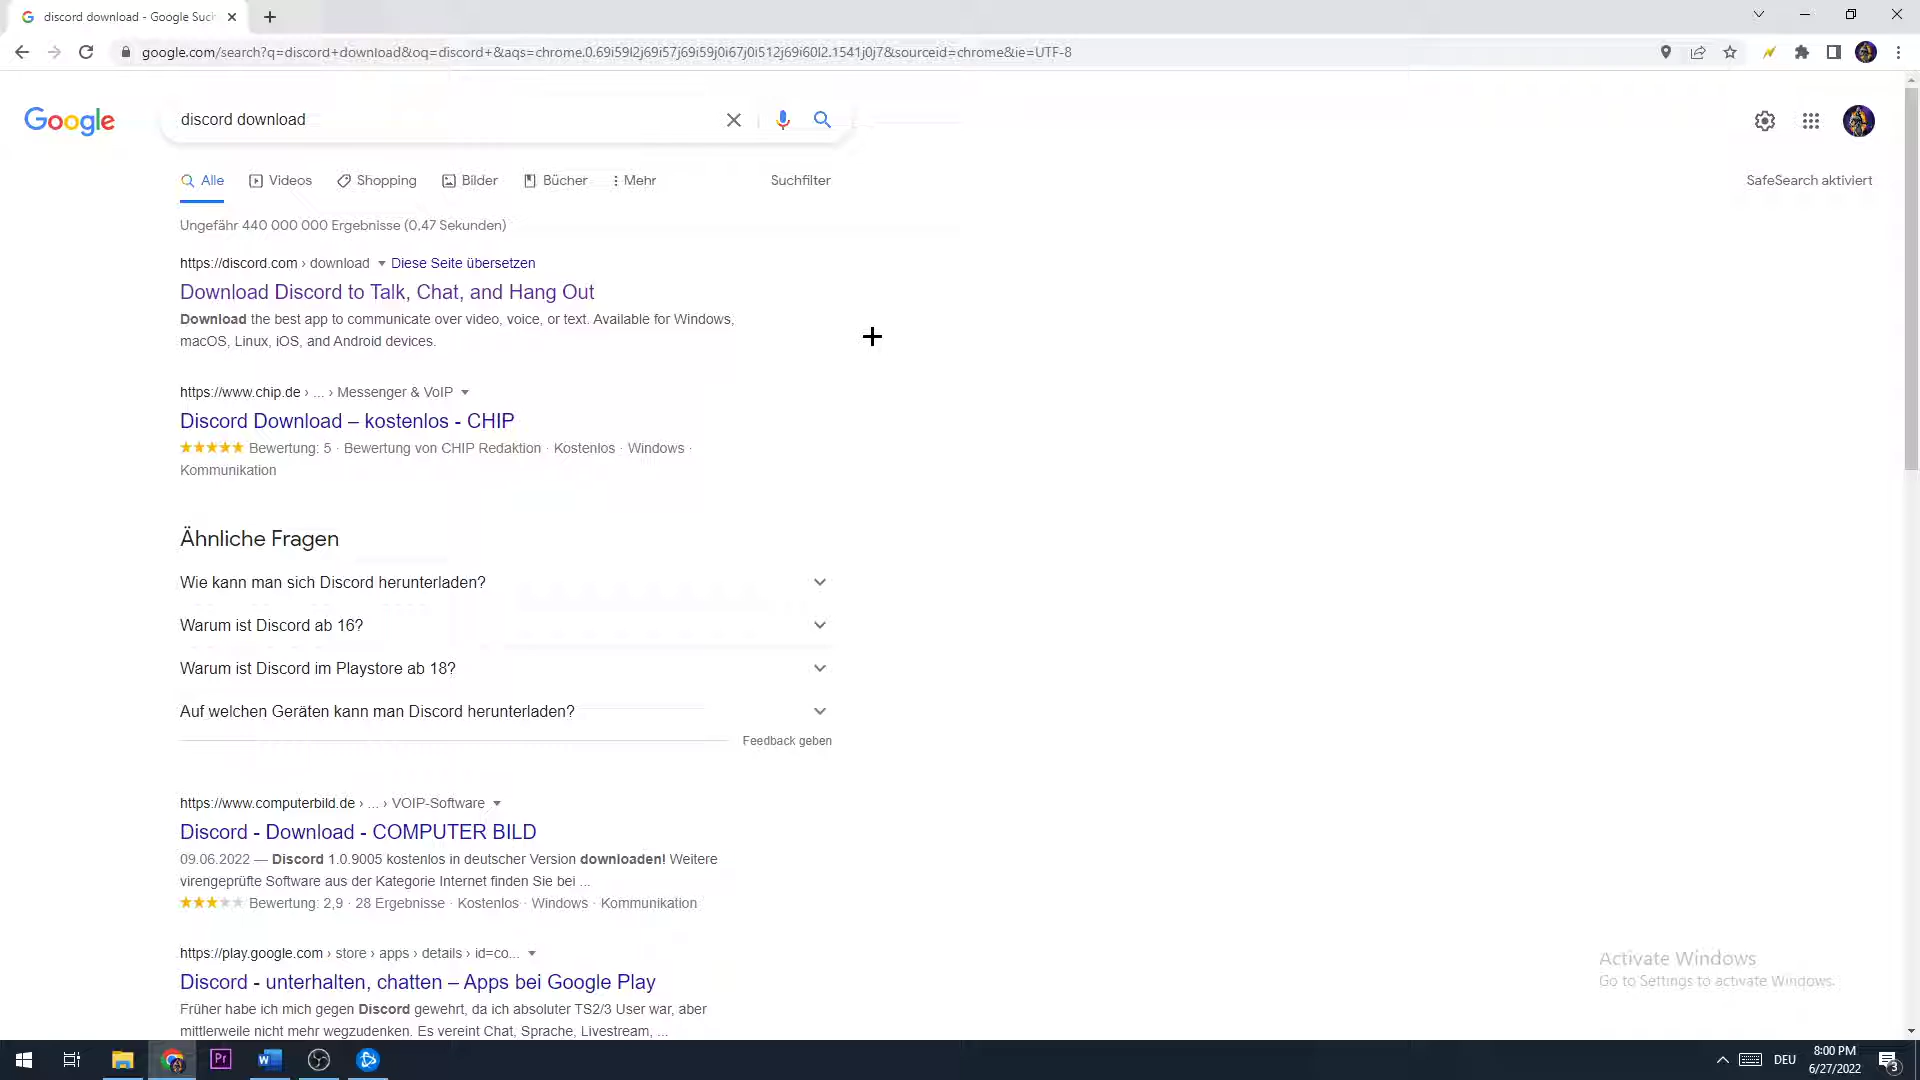 discord download - Google Such
google.com/search?q=discord+download&oq=discord+&aqs=chrome.0.69i59l2j69i57j69i59j0i67j0i512j69i60l2.1541j0j7&sourceid=chrome&ie=UTF-8
Google
discord download
Alle Videos Shopping Bilder Bücher Mehr Suchfilter SafeSearch aktiviert
Ungefähr 440 000 000 Ergebnisse (0,47 Sekunden)
https://discord.com › download Diese Seite übersetzen
Download Discord to Talk, Chat, and Hang Out
Download the best app to communicate over video, voice, or text. Available for Windows,
macOS, Linux, iOS, and Android devices.
https://www.chip.de › ... › Messenger & VoIP
Discord Download – kostenlos - CHIP
Bewertung: 5 · Bewertung von CHIP Redaktion · Kostenlos · Windows ·
Kommunikation
Ähnliche Fragen
Wie kann man sich Discord herunterladen?
Warum ist Discord ab 16?
Warum ist Discord im Playstore ab 18?
Auf welchen Geräten kann man Discord herunterladen?
Feedback geben
https://www.computerbild.de › ... › VOIP-Software
Discord - Download - COMPUTER BILD
09.06.2022 — Discord 1.0.9005 kostenlos in deutscher Version downloaden! Weitere
virengeprüfte Software aus der Kategorie Internet finden Sie bei ...
Bewertung: 2,9 · 28 Ergebnisse · Kostenlos · Windows · Kommunikation
https://play.google.com › store › apps › details › id=co...
Discord - unterhalten, chatten – Apps bei Google Play
Früher habe ich mich gegen Discord gewehrt, da ich absoluter TS2/3 User war, aber
mittlerweile nicht mehr wegzudenken. Es vereint Chat, Sprache, Livestream, ...
Activate Windows
Go to Settings to activate Windows.
Pr
W
DEU
8:00 PM
6/27/2022
3